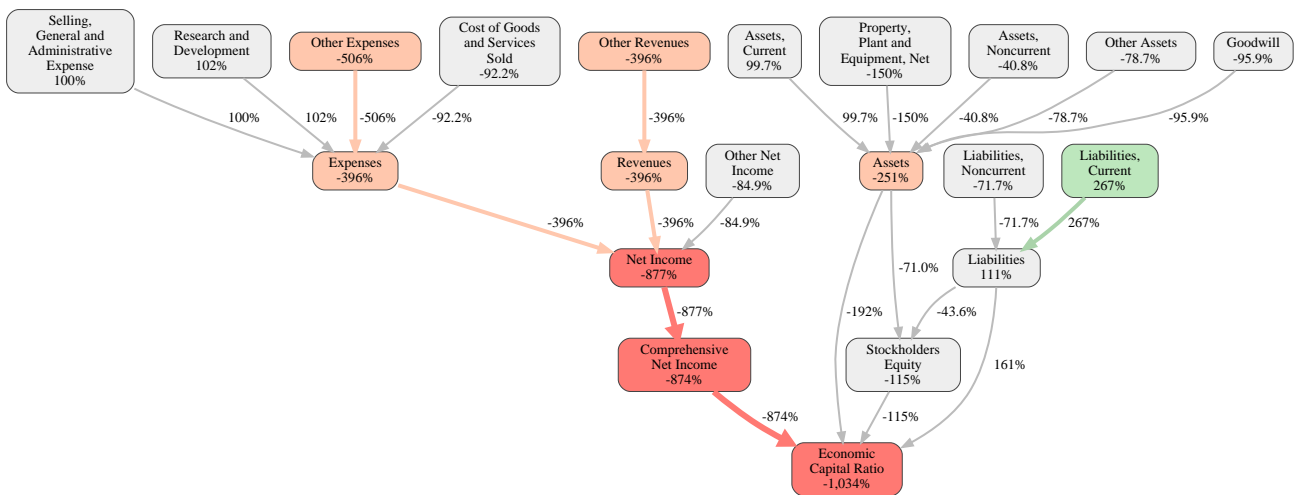 Selling,
General and
Administrative
Expense
100%
Research and
Development
102%
Other Expenses
-506%
Cost of Goods
and Services
Sold
-92.2%
Other Revenues
-396%
Assets,
Current
99.7%
Property,
Plant and
Equipment, Net
-150%
Assets,
Noncurrent
-40.8%
Other Assets
-78.7%
Goodwill
-95.9%
100%
102%
-506%
-92.2%
-396%
99.7%
-150%
-40.8%
-78.7%
-95.9%
Expenses
-396%
Revenues
-396%
Other Net
Income
-84.9%
Assets
-251%
Liabilities,
Noncurrent
-71.7%
Liabilities,
Current
267%
-396%
-396%
-84.9%
-71.7%
267%
Net Income
-877%
-71.0%
Liabilities
111%
-877%
-192%
-43.6%
Comprehensive
Net Income
-874%
Stockholders
Equity
-115%
161%
-874%
-115%
Economic
Capital Ratio
-1,034%